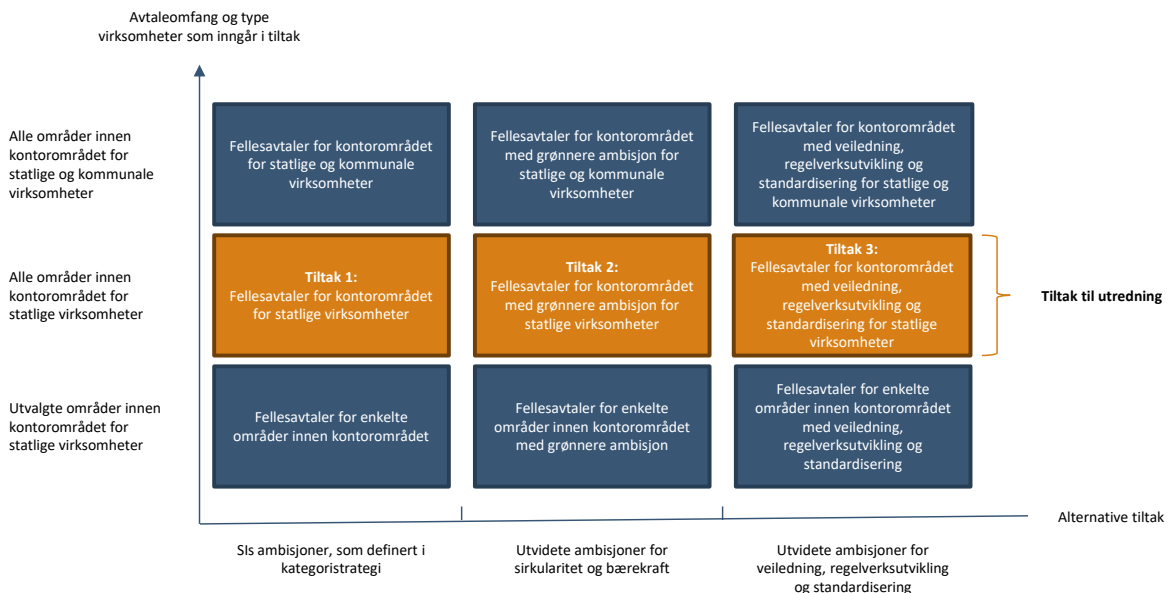 Avtaleomfang og type
virksomheter som inngår i tiltak
Alle områder innen
kontorområdet for
statlige og kommunale
virksomheter
Fellesavtaler for kontorområdet
for statlige og kommunale
virksomheter
Fellesavtaler for kontorområdet
med grønnere ambisjon for
statlige og kommunale
virksomheter
Fellesavtaler for kontorområdet
med veiledning,
regelverksutvikling og
standardisering for statlige og
kommunale virksomheter
Alle områder innen
kontorområdet for
statlige virksomheter
Tiltak 1:
Fellesavtaler for kontorområdet
for statlige virksomheter
Tiltak 2:
Fellesavtaler for kontorområdet
med grønnere ambisjon for
statlige virksomheter
Tiltak 3:
Fellesavtaler for kontorområdet
med veiledning,
regelverksutvikling og
standardisering for statlige
virksomheter
Tiltak til utredning
Utvalgte områder innen
kontorområdet for
statlige virksomheter
Fellesavtaler for enkelte
områder innen kontorområdet
Fellesavtaler for enkelte
områder innen kontorområdet
med grønnere ambisjon
Fellesavtaler for enkelte
områder innen kontorområdet
med veiledning,
regelverksutvikling og
standardisering
Alternative tiltak
SIs ambisjoner, som definert i
kategoristrategi
Utvidete ambisjoner for
sirkularitet og bærekraft
Utvidete ambisjoner for
veiledning, regelverksutvikling
og standardisering